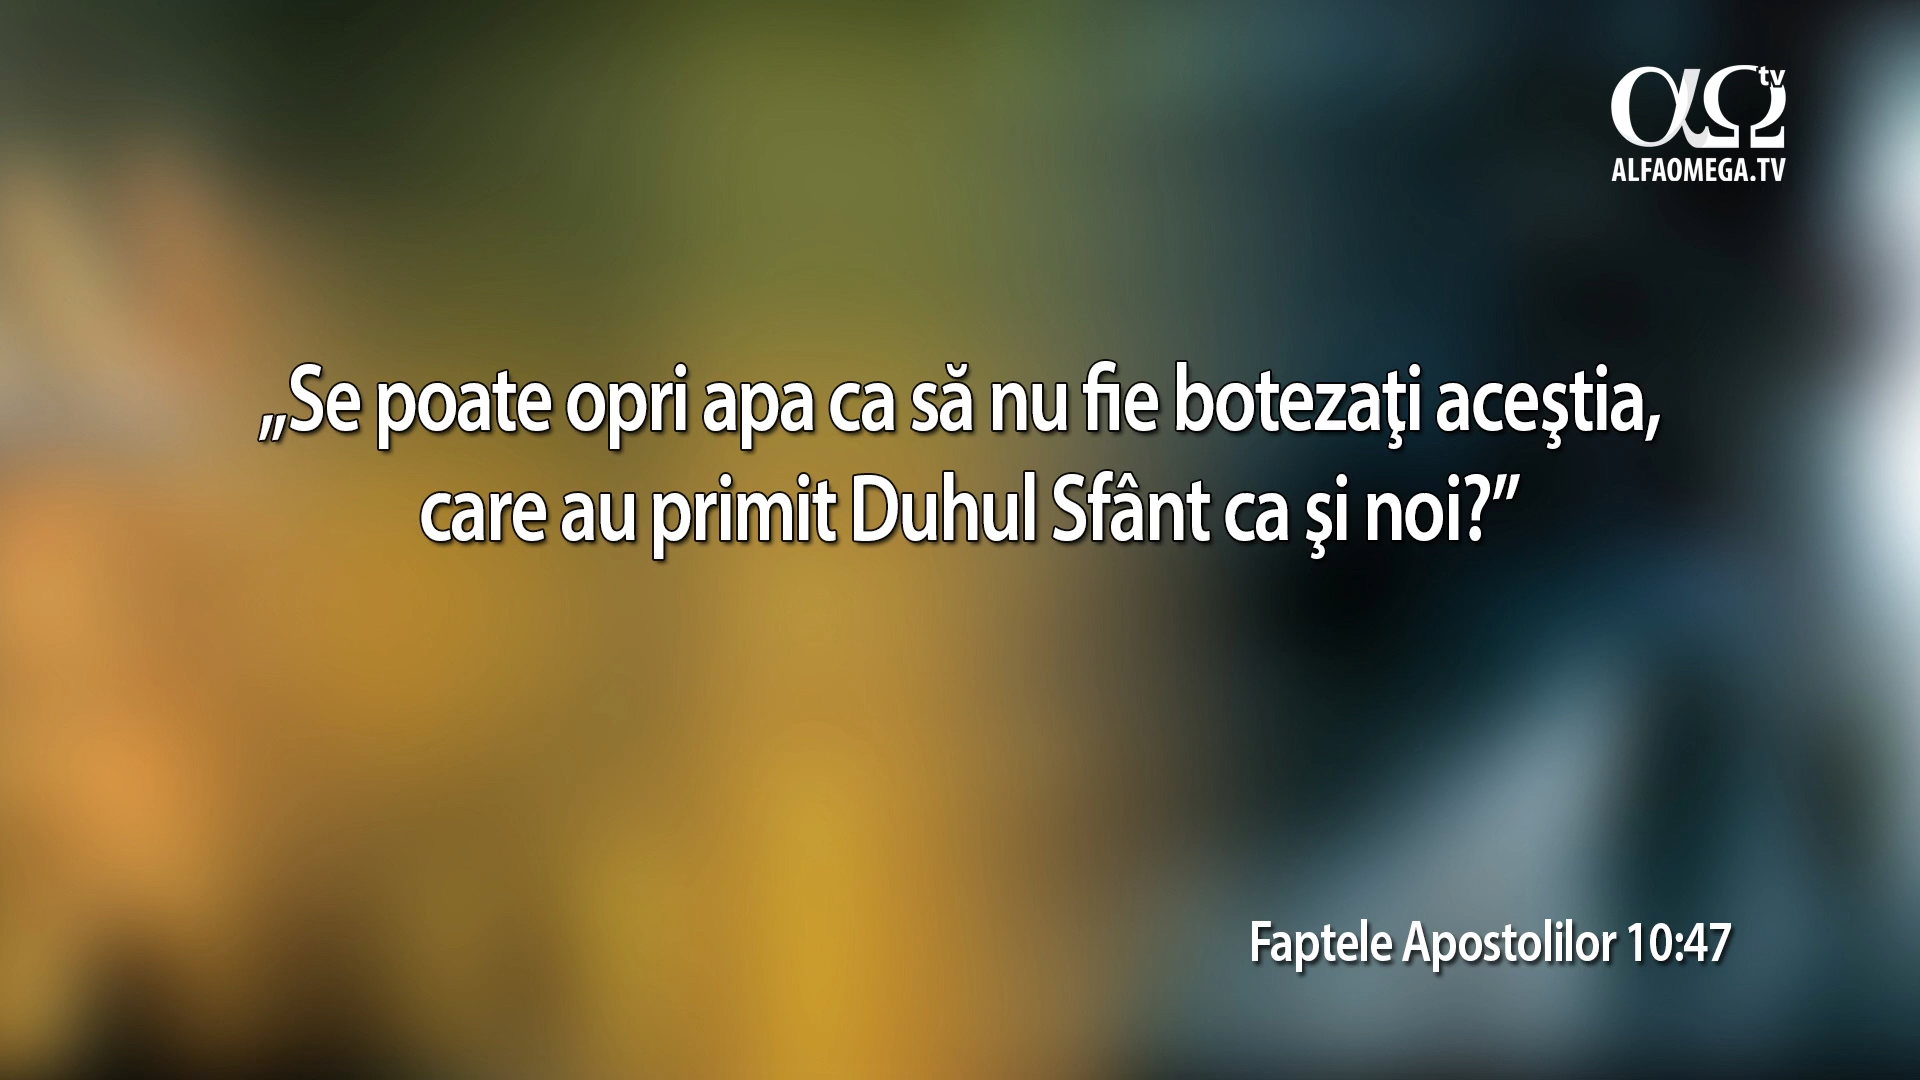 tv
ALFAOMEGA.TV
„Se poate opri apa ca să nu fie botezaţi aceştia,
care au primit Duhul Sfânt ca şi noi?”
Faptele Apostolilor 10:47